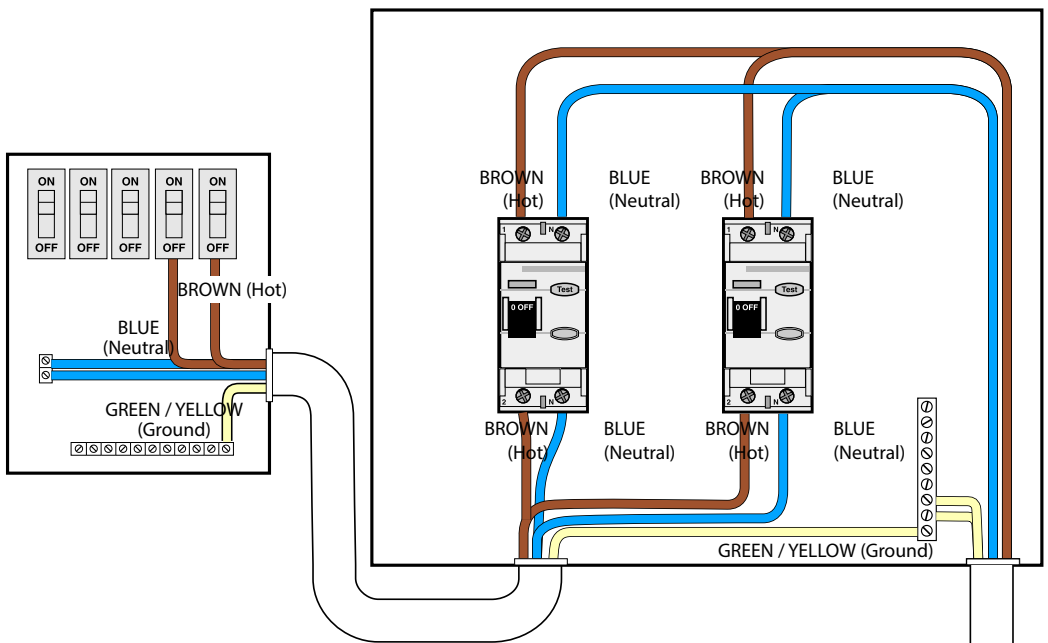 ON ON ON ON ON
OFF OFF OFF OFF OFF
BROWN (Hot)
BLUE
(Neutral)
GREEN / YELLOW
(Ground)
BROWN
(Hot)
BLUE
(Neutral)
BROWN
(Hot)
BLUE
(Neutral)
1 N
Test
0 OFF
2 N
1 N
Test
0 OFF
2 N
BROWN
(Hot)
BLUE
(Neutral)
BROWN
(Hot)
BLUE
(Neutral)
GREEN / YELLOW (Ground)